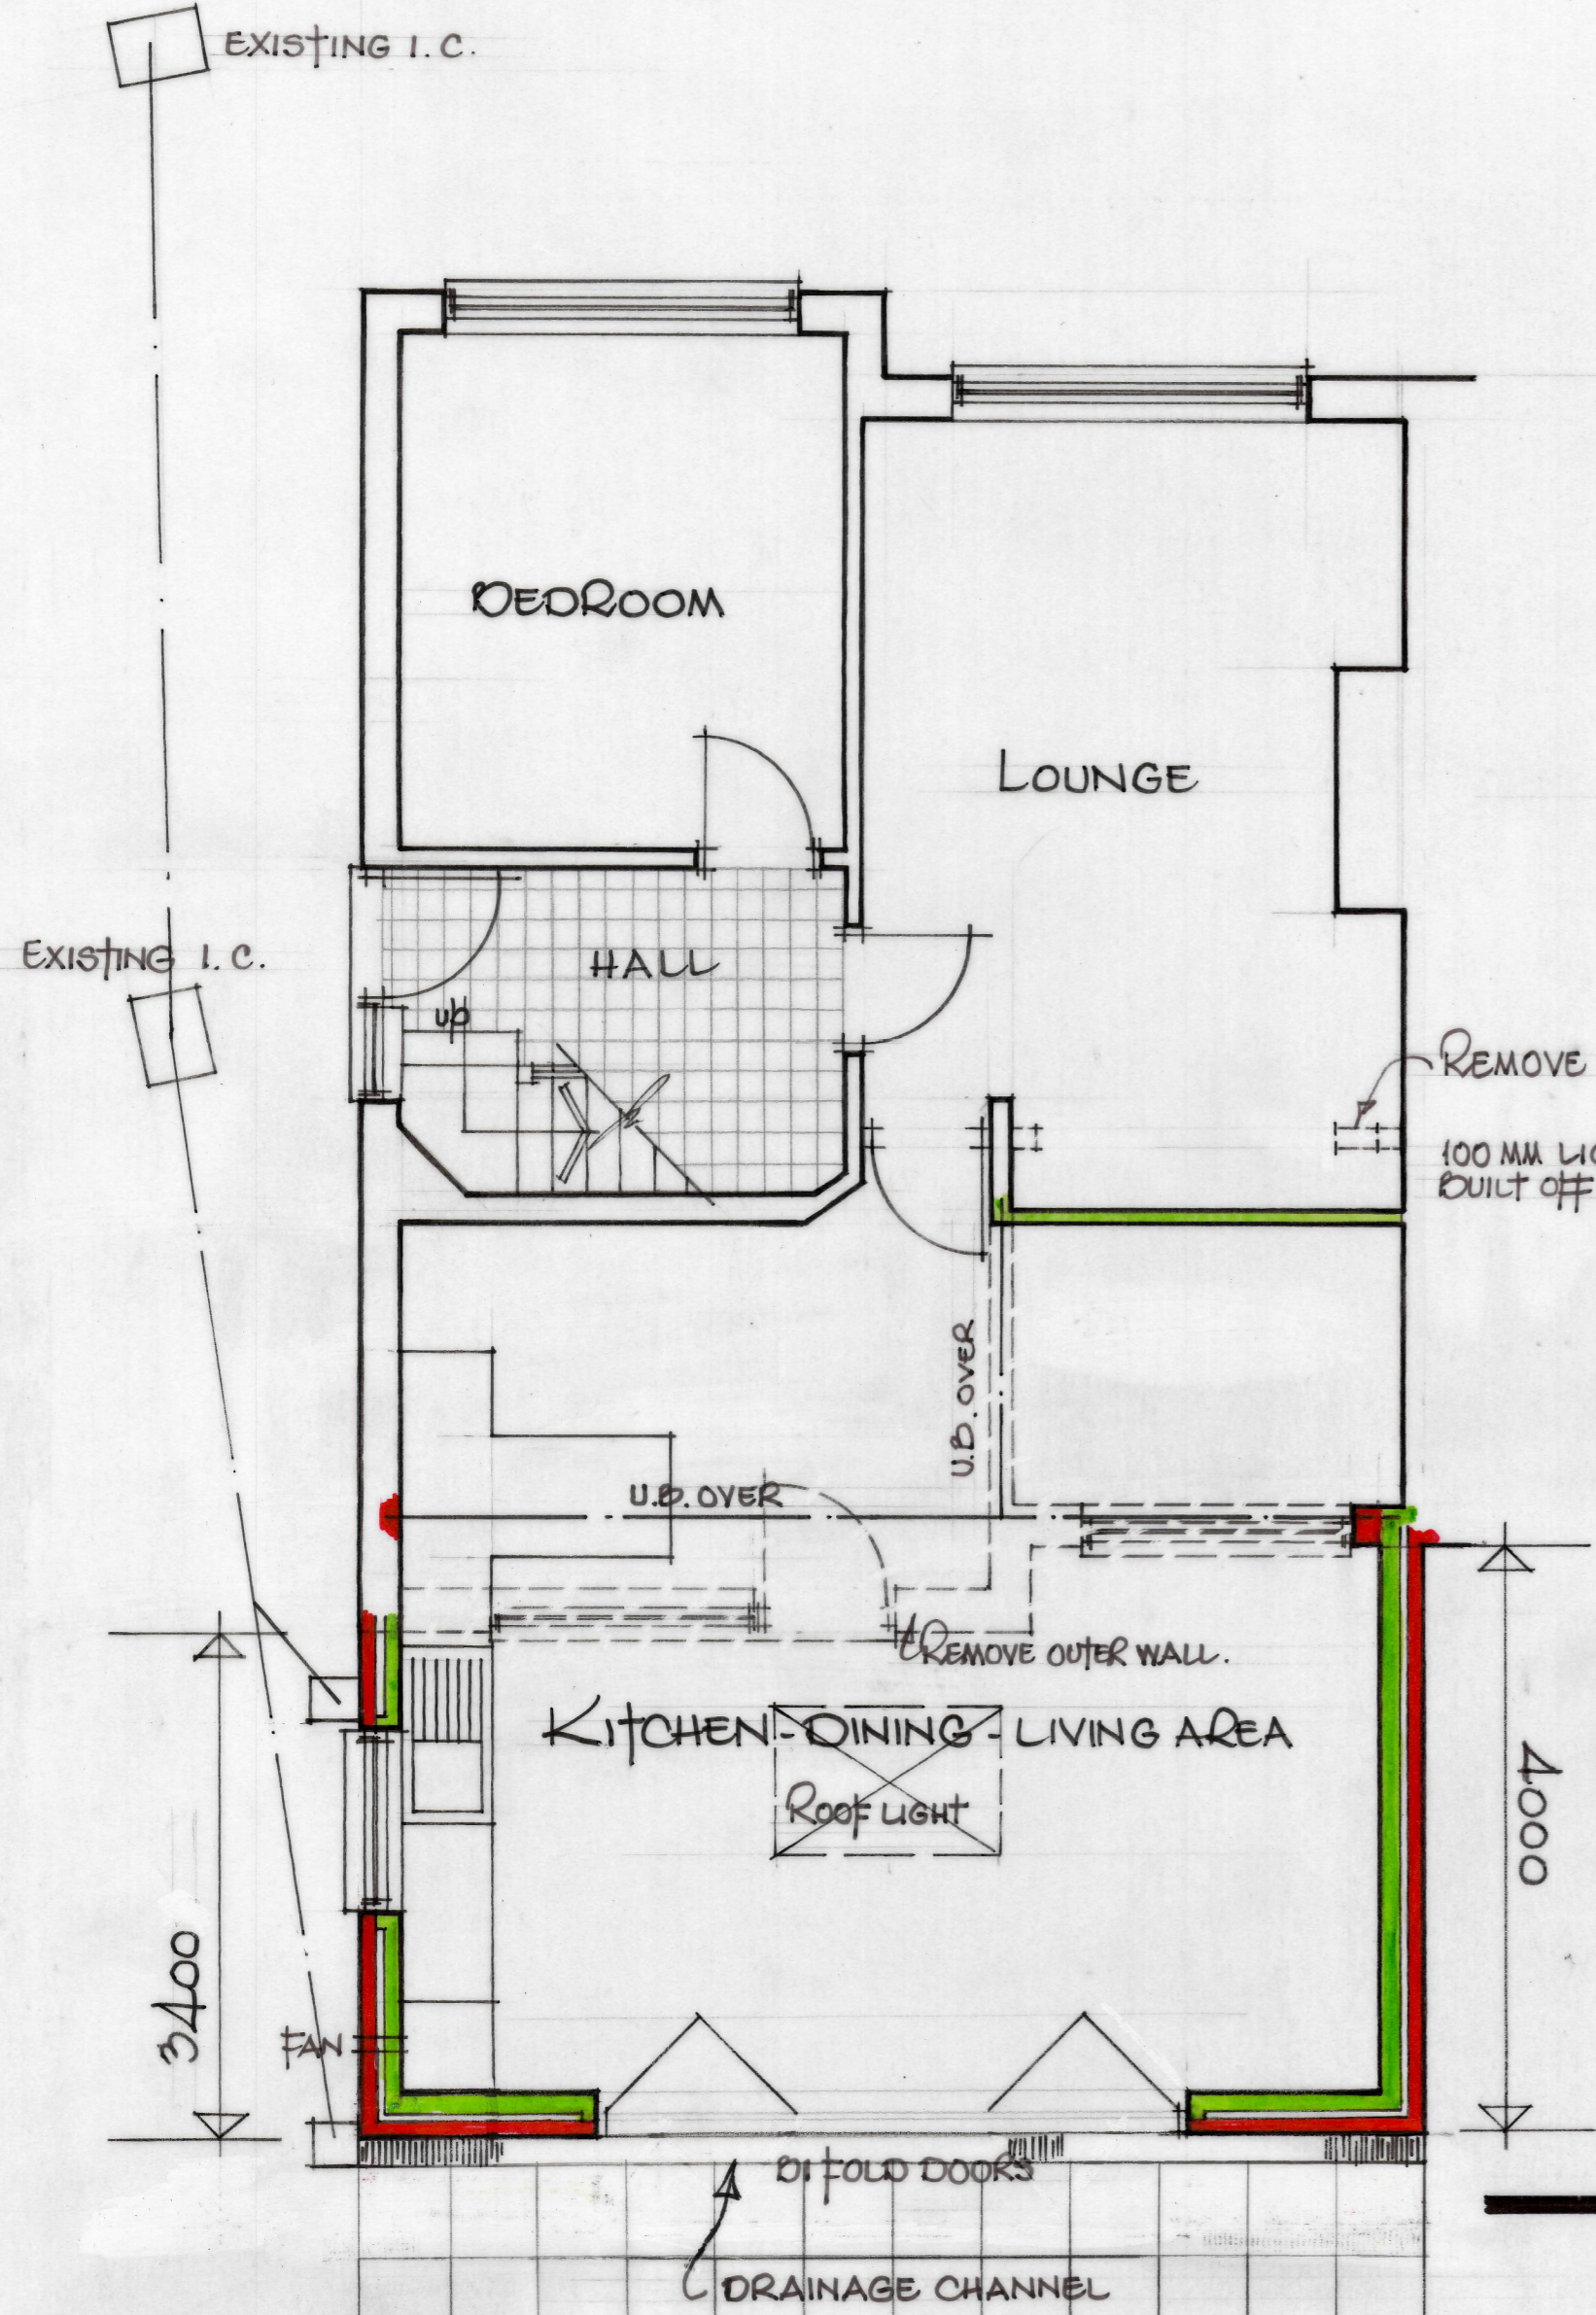 EXISTING I.C.
BEDROOM
LOUNGE
EXISTING I.C.
HALL
UP
REMOVE
100 MM LIG
BUILT OFF
U.B. OVER
U.B. OVER
REMOVE OUTER WALL.
KITCHEN-DINING-LIVING AREA
ROOF LIGHT
4000
3400
FAN
BI FOLD DOORS
DRAINAGE CHANNEL